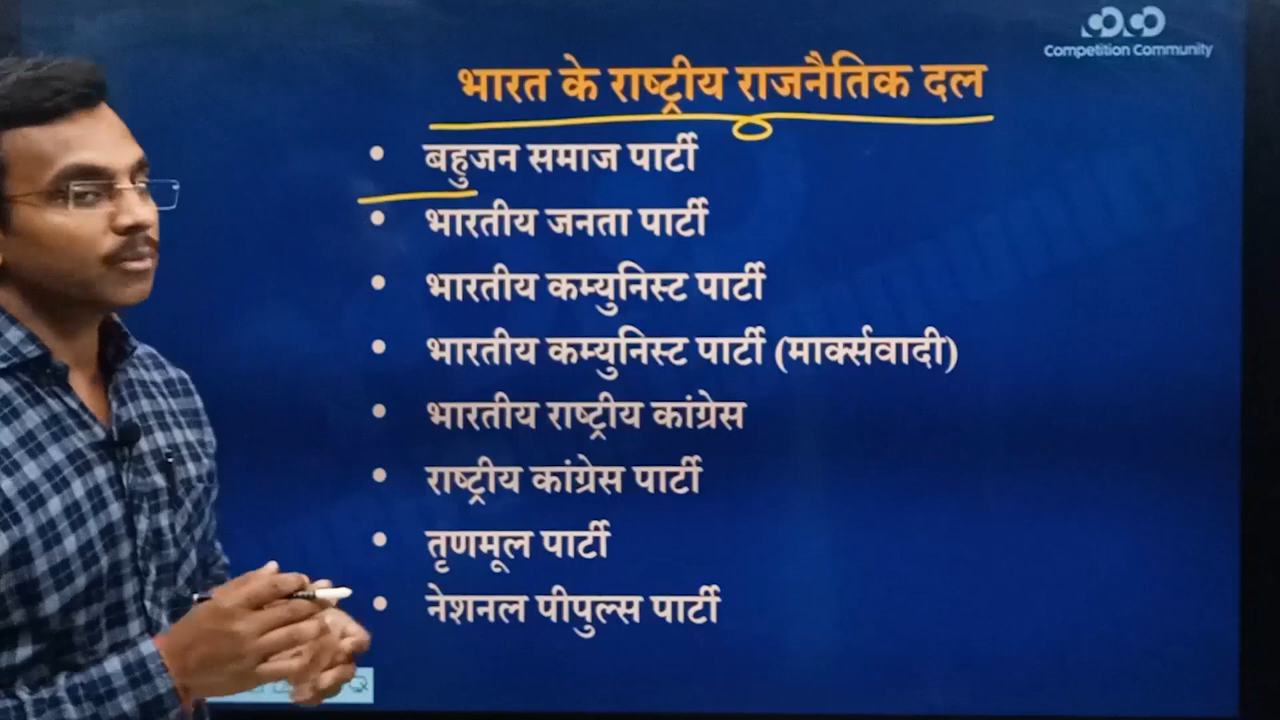 Competition Community
भारत के राष्ट्रीय राजनैतिक दल
• बहुजन समाज पार्टी
• भारतीय जनता पार्टी
• भारतीय कम्युनिस्ट पार्टी
• भारतीय कम्युनिस्ट पार्टी (मार्क्सवादी)
• भारतीय राष्ट्रीय कांग्रेस
• राष्ट्रीय कांग्रेस पार्टी
• तृणमूल पार्टी
• नेशनल पीपुल्स पार्टी